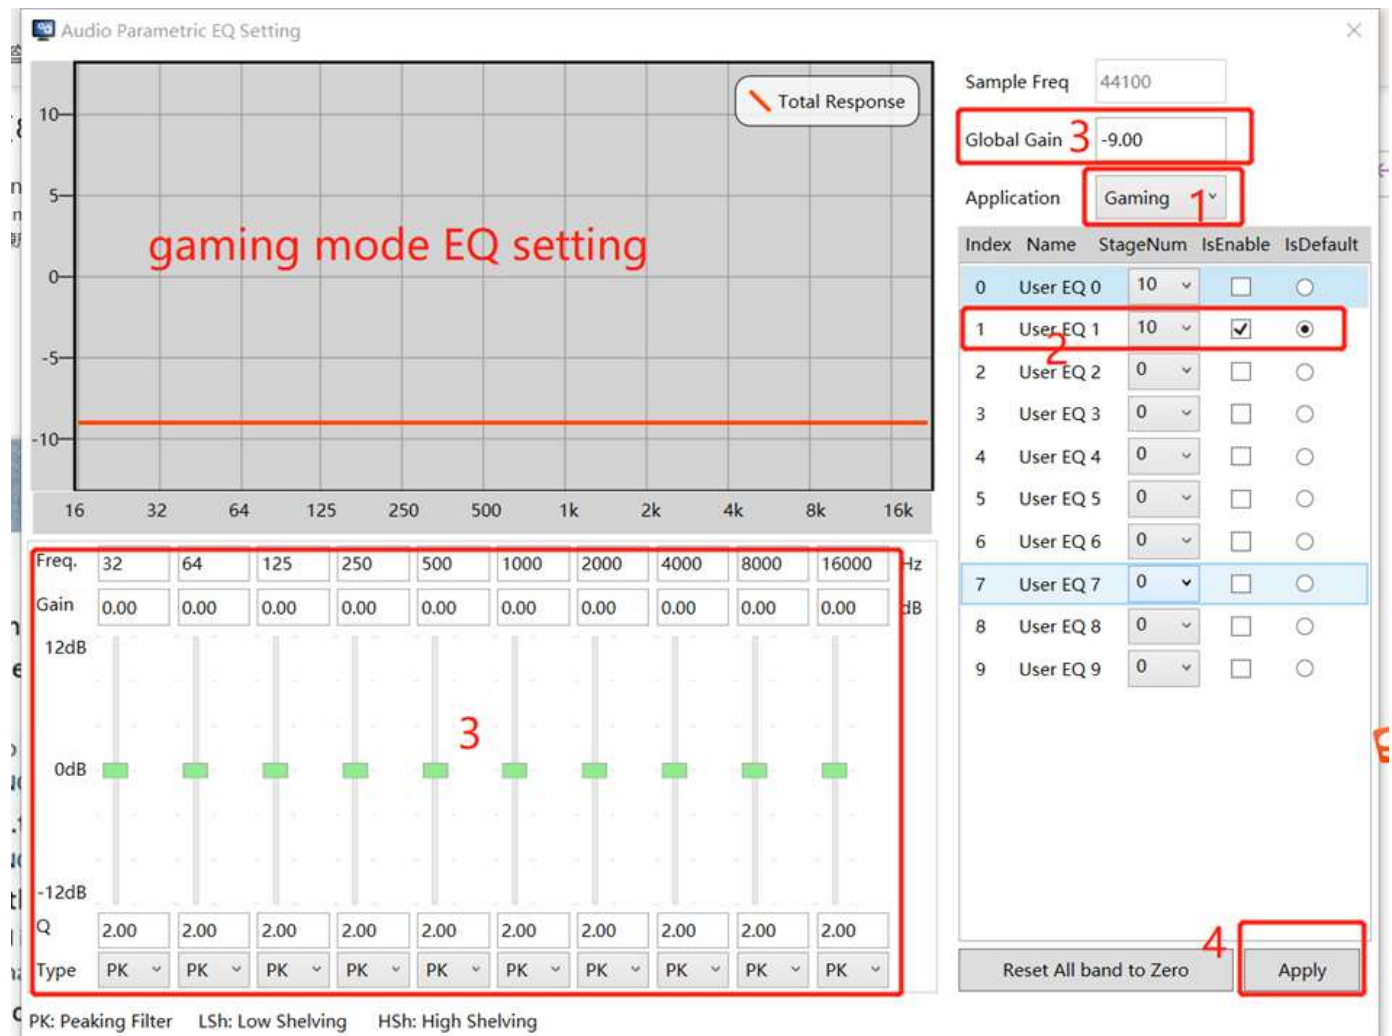 Audio Parametric EQ Setting
Total Response
10
5
0
-5
-10
gaming mode EQ setting
16 32 64 125 250 500 1k 2k 4k 8k 16k
Sample Freq 44100
Global Gain 3 -9.00
Application Gaming 1
Index Name StageNum IsEnable IsDefault
0 User EQ 0 10
1 User EQ 1 10
2
2 User EQ 2 0
3 User EQ 3 0
4 User EQ 4 0
5 User EQ 5 0
6 User EQ 6 0
7 User EQ 7 0
8 User EQ 8 0
9 User EQ 9 0
Freq. 32 64 125 250 500 1000 2000 4000 8000 16000 Hz
Gain 0.00 0.00 0.00 0.00 0.00 0.00 0.00 0.00 0.00 0.00 dB
12dB
3
0dB
-12dB
Q 2.00 2.00 2.00 2.00 2.00 2.00 2.00 2.00 2.00 2.00
Type PK PK PK PK PK PK PK PK PK PK
4
Reset All band to Zero Apply
PK: Peaking Filter LSh: Low Shelving HSh: High Shelving